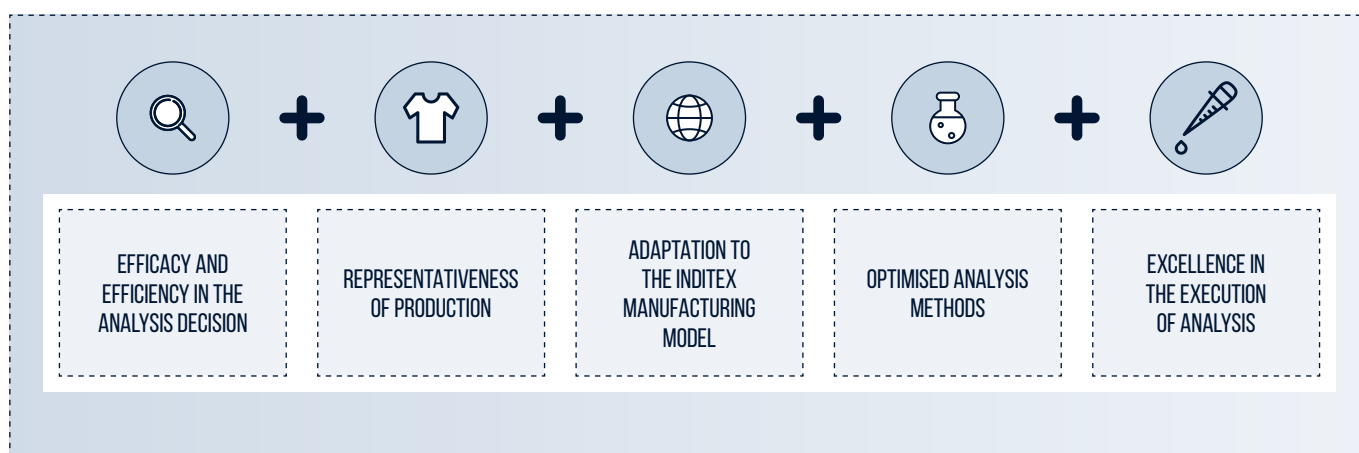 EFFICACY AND
EFFICIENCY IN THE
ANALYSIS DECISION
REPRESENTATIVENESS
OF PRODUCTION
ADAPTATION TO
THE INDITEX
MANUFACTURING
MODEL
OPTIMISED ANALYSIS
METHODS
EXCELLENCE IN
THE EXECUTION
OF ANALYSIS